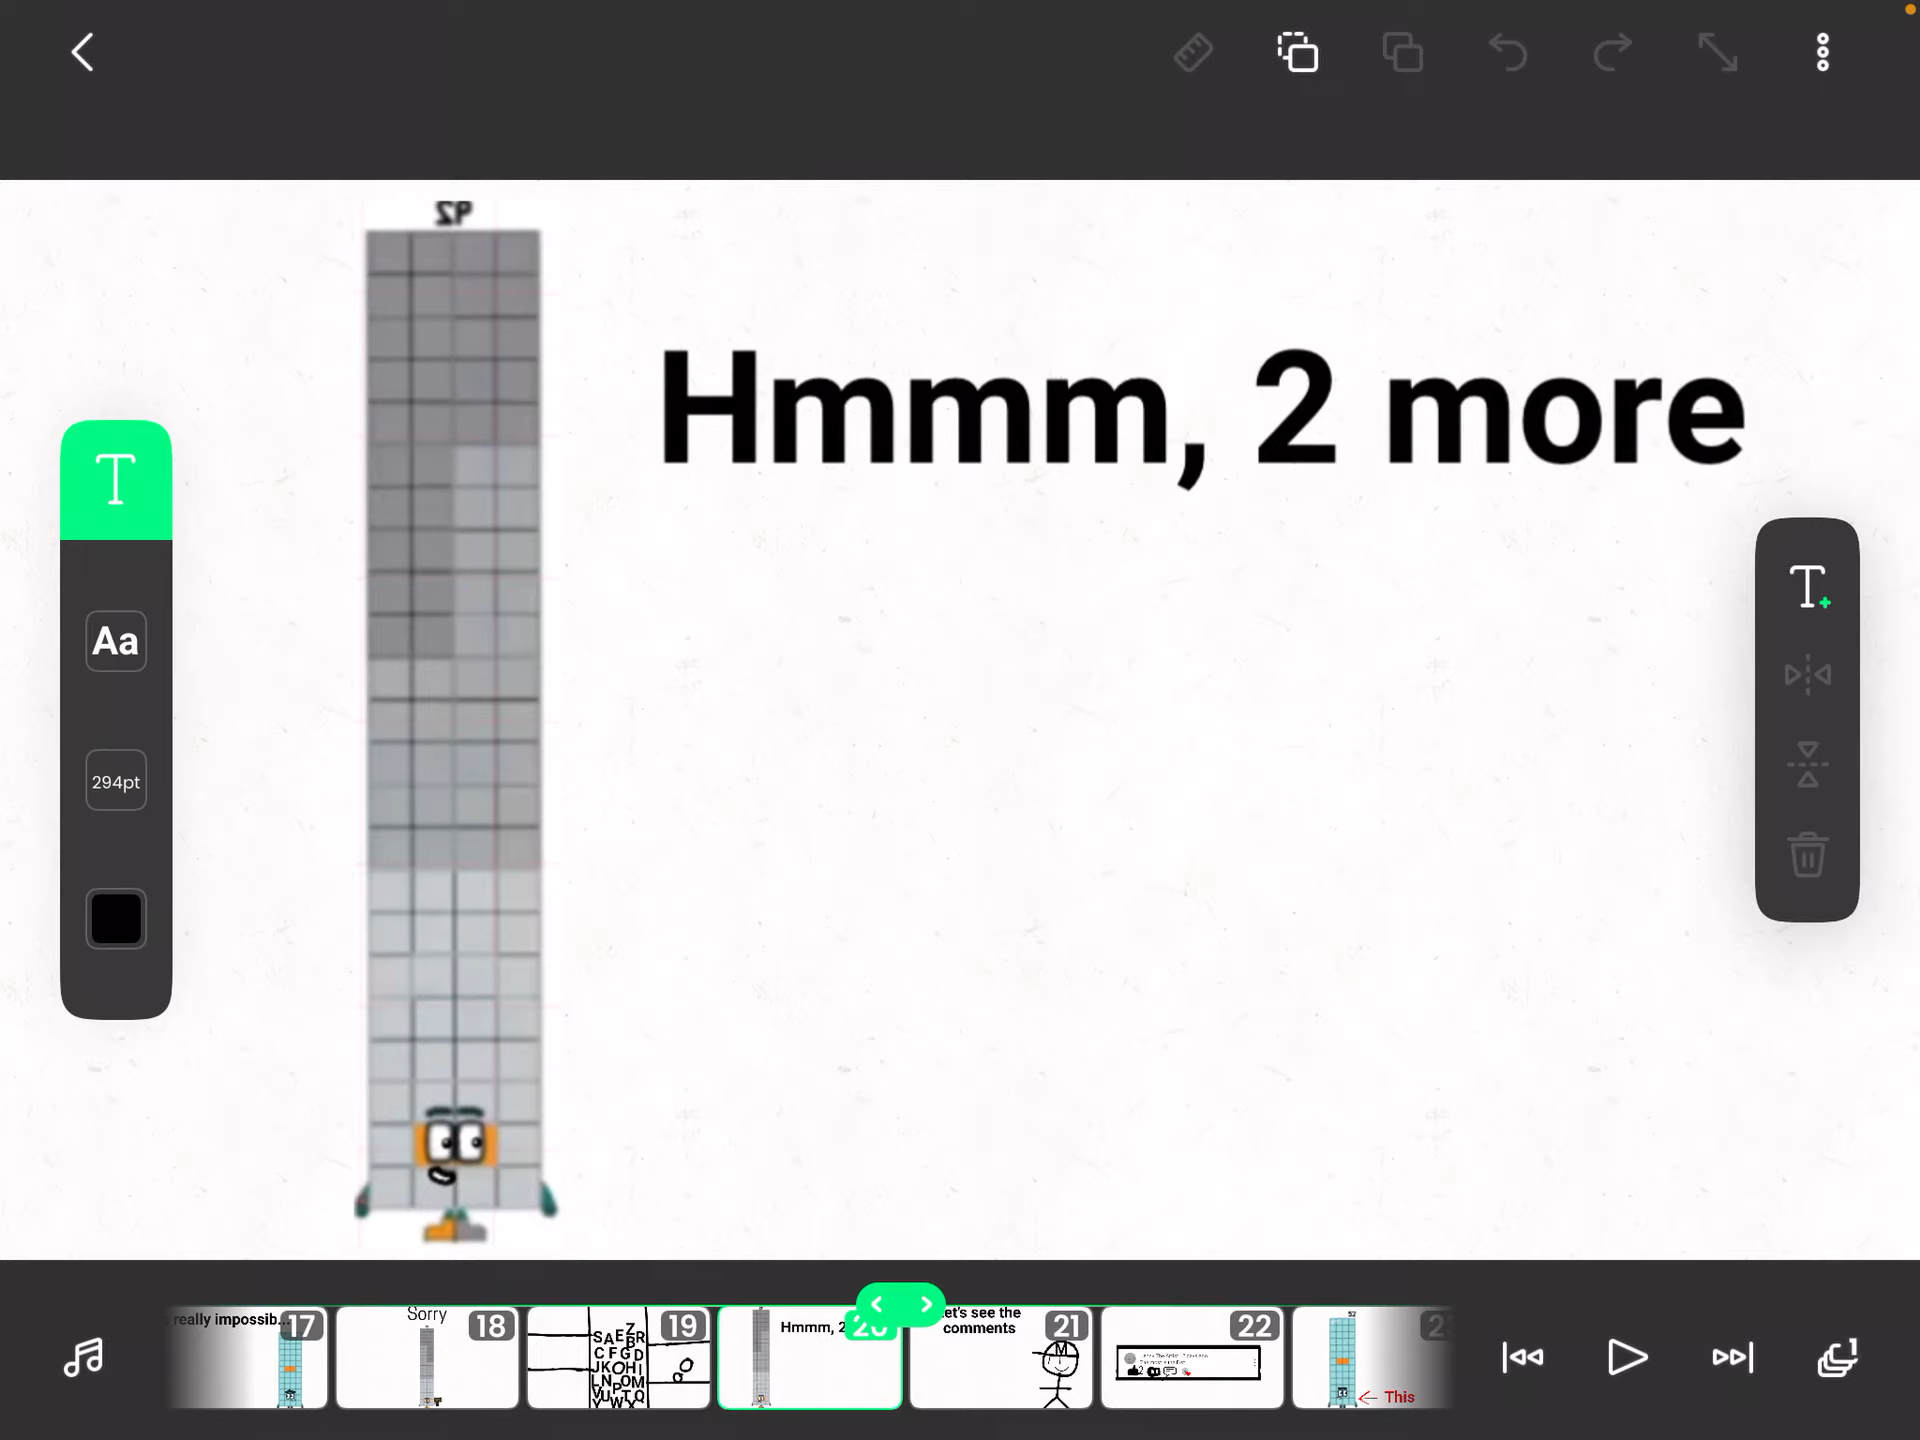 Hmmm, 2 more
T
Aa
294pt
T
really impossib...
17
Sorry
18
19
Hmmm, 2
20
21
let's see the
comments
22
52
This